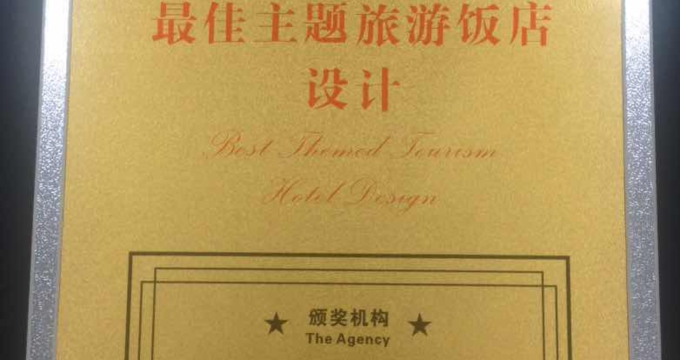 最佳主题旅游饭店
设计
Best Themed Tourism
Hotel Design
★ 颁奖机构 ★
The Agency